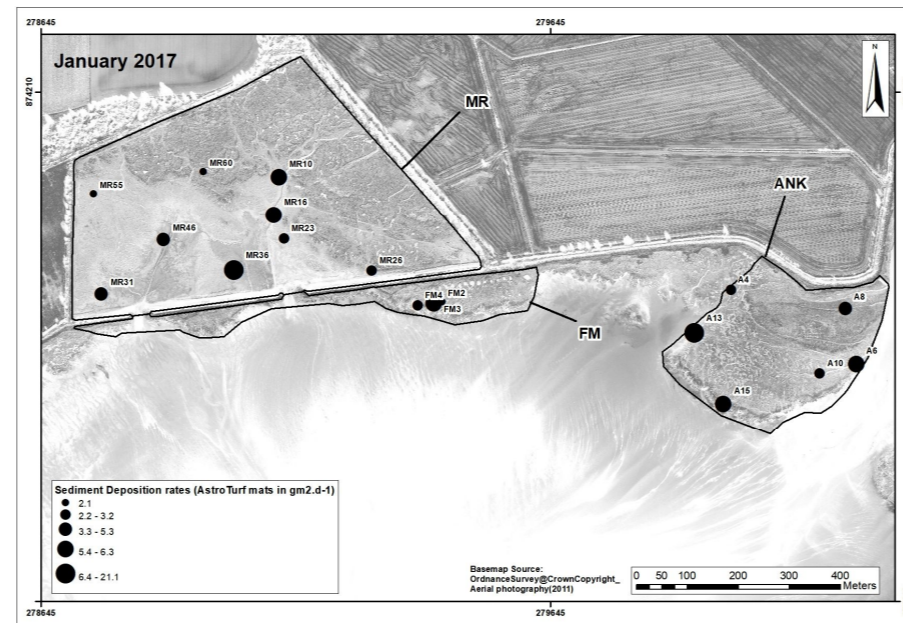 278645
279645
January 2017
N
874210
MR
MR60
MR10
MR55
ANK
MR16
MR23
MR46
MR36
MR26
A4
MR31
FM4
FM2
A8
FM3
A13
FM
A10
A6
A15
Sediment Deposition rates (AstroTurf mats in gm2.d-1)
2.1
2.2 - 3.2
3.3 - 5.3
5.4 - 6.3
6.4 - 21.1
Basemap Source:
OrdnanceSurvey@CrownCopyright_
Aerial photography(2011)
0 50 100 200 300 400
Meters
278645
279645